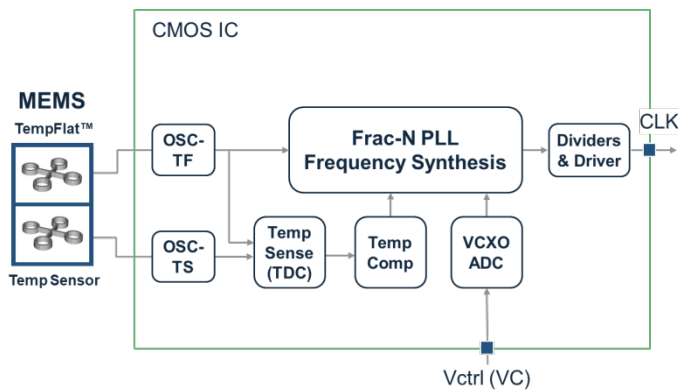 CMOS IC
MEMS
TempFlat™
Temp Sensor
OSC-
TF
OSC-
TS
Temp
Sense
(TDC)
Temp
Comp
Frac-N PLL
Frequency Synthesis
VCXO
ADC
Dividers
& Driver
CLK
Vctrl (VC)